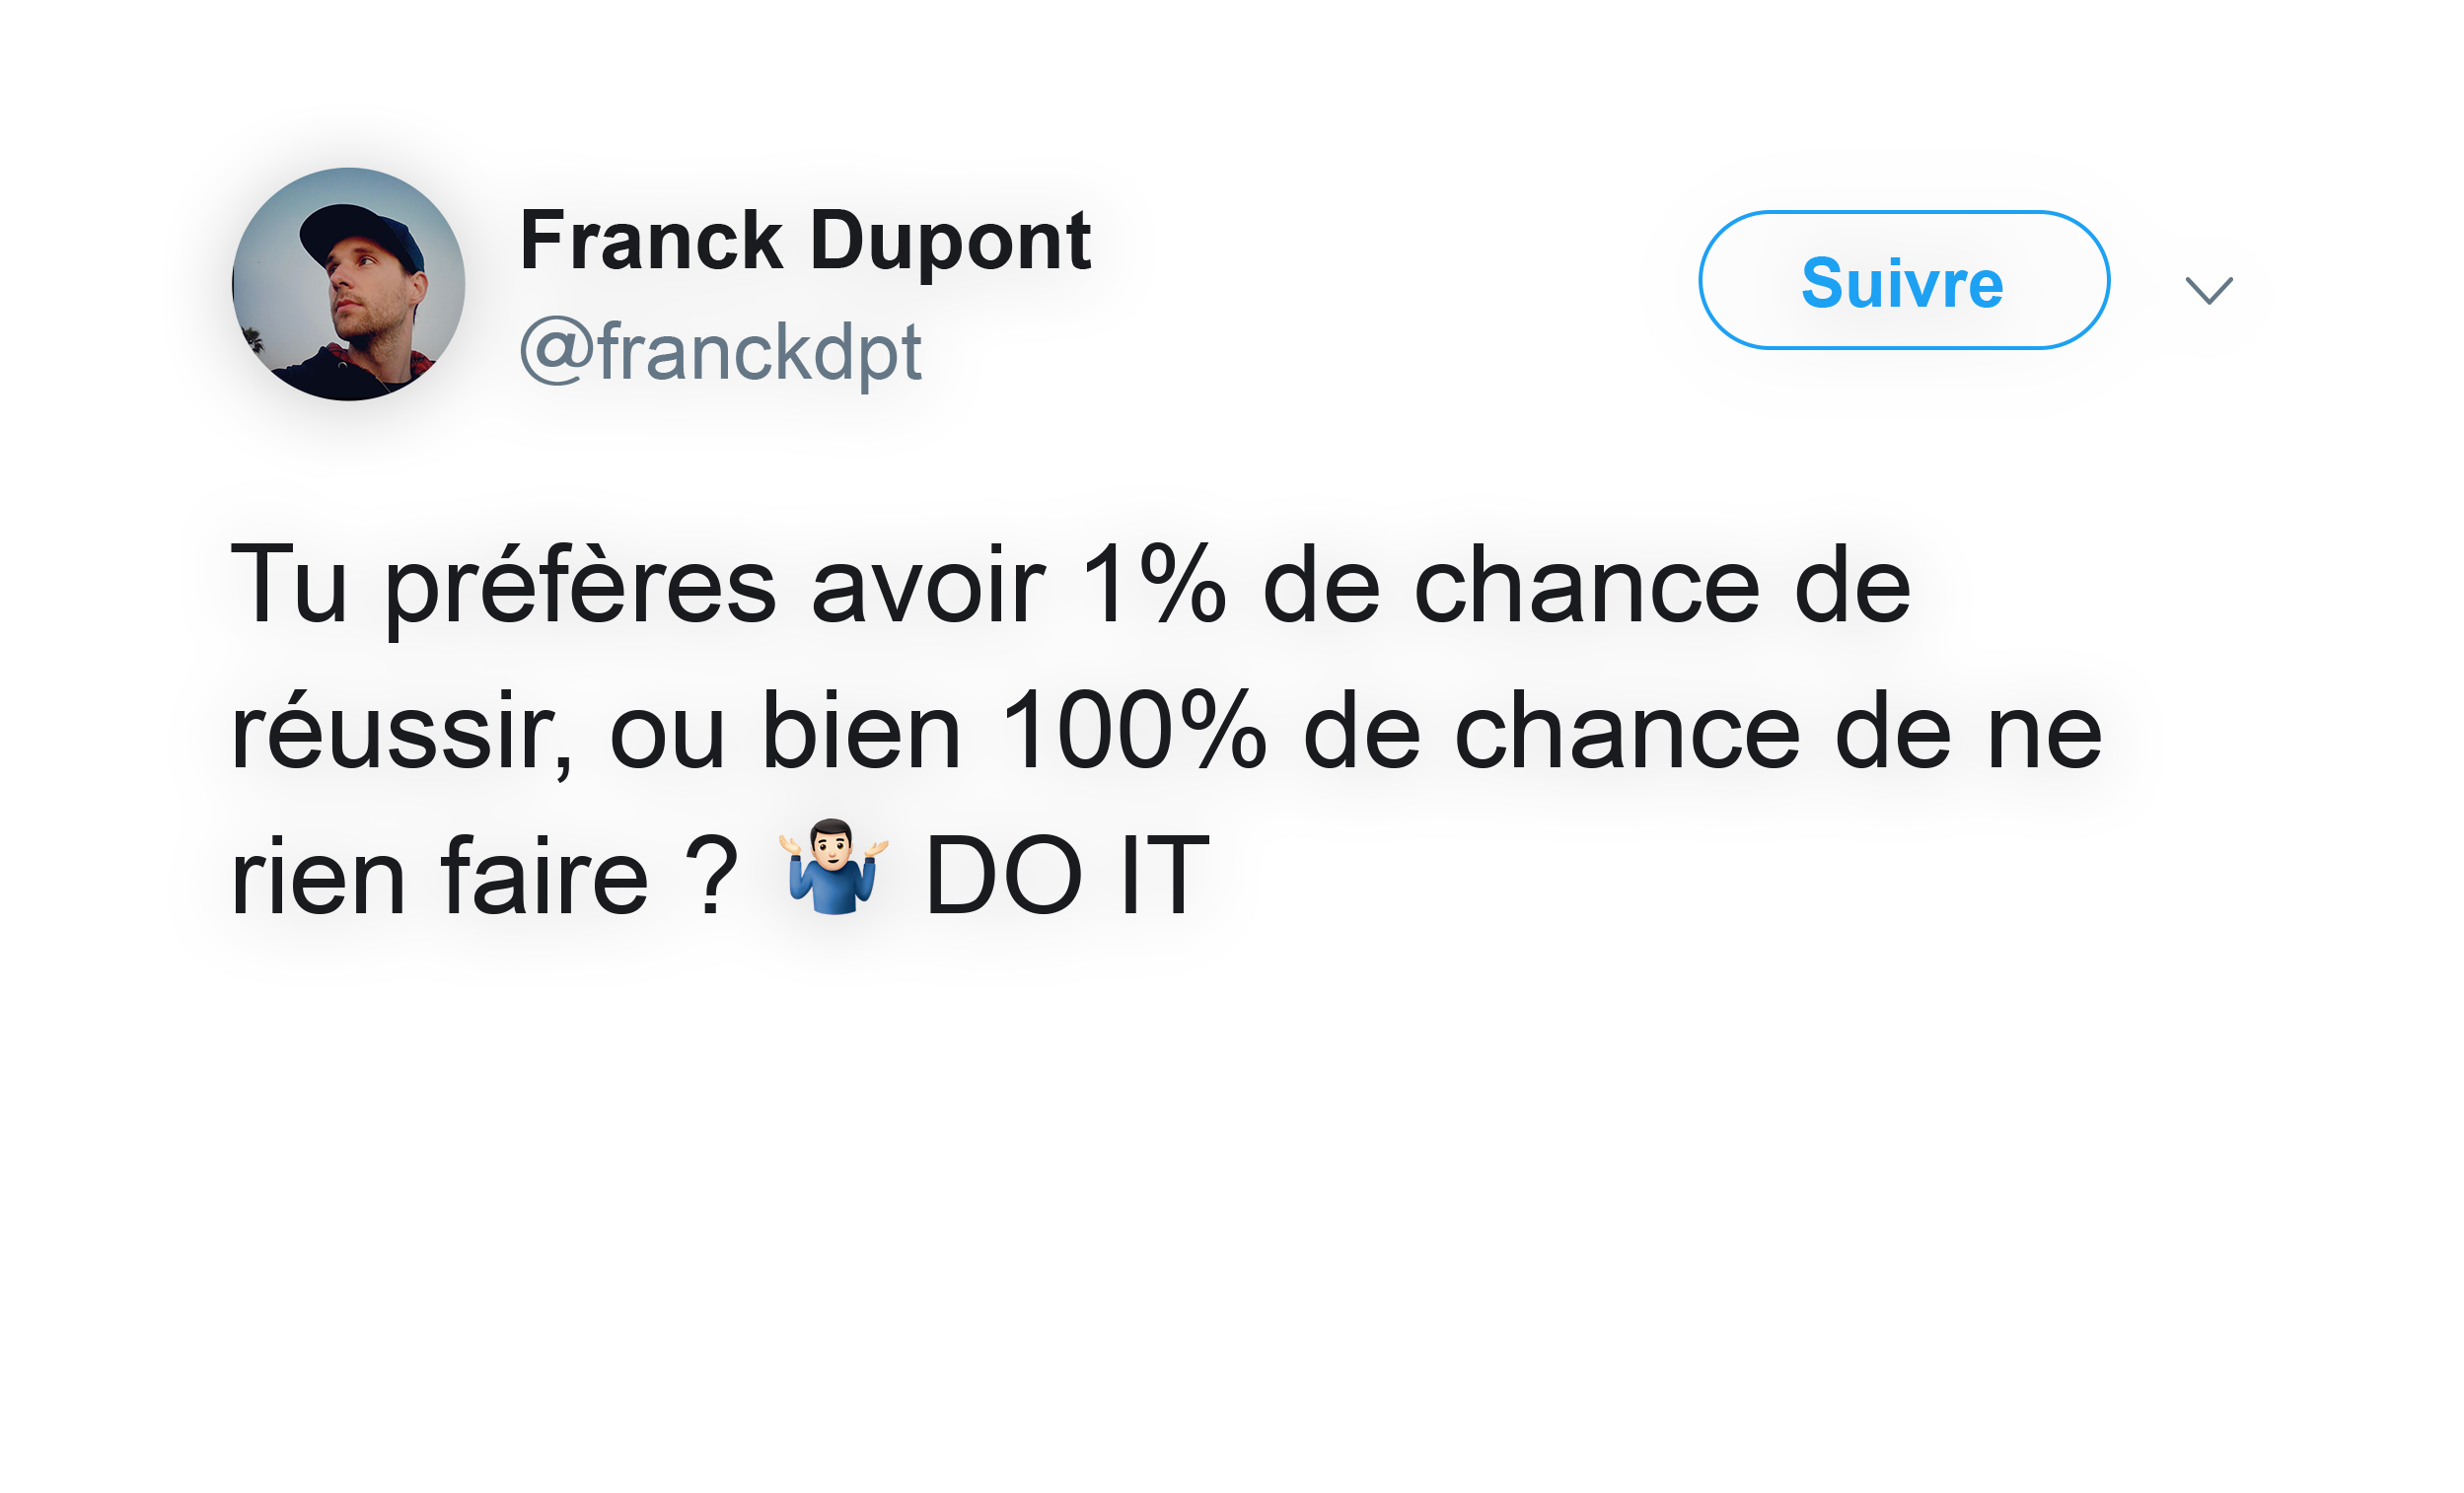 Franck Dupont
@franckdpt
Suivre
Tu préfères avoir 1% de chance de
réussir, ou bien 100% de chance de ne
rien faire ? 🤷🏻‍♂️ DO IT